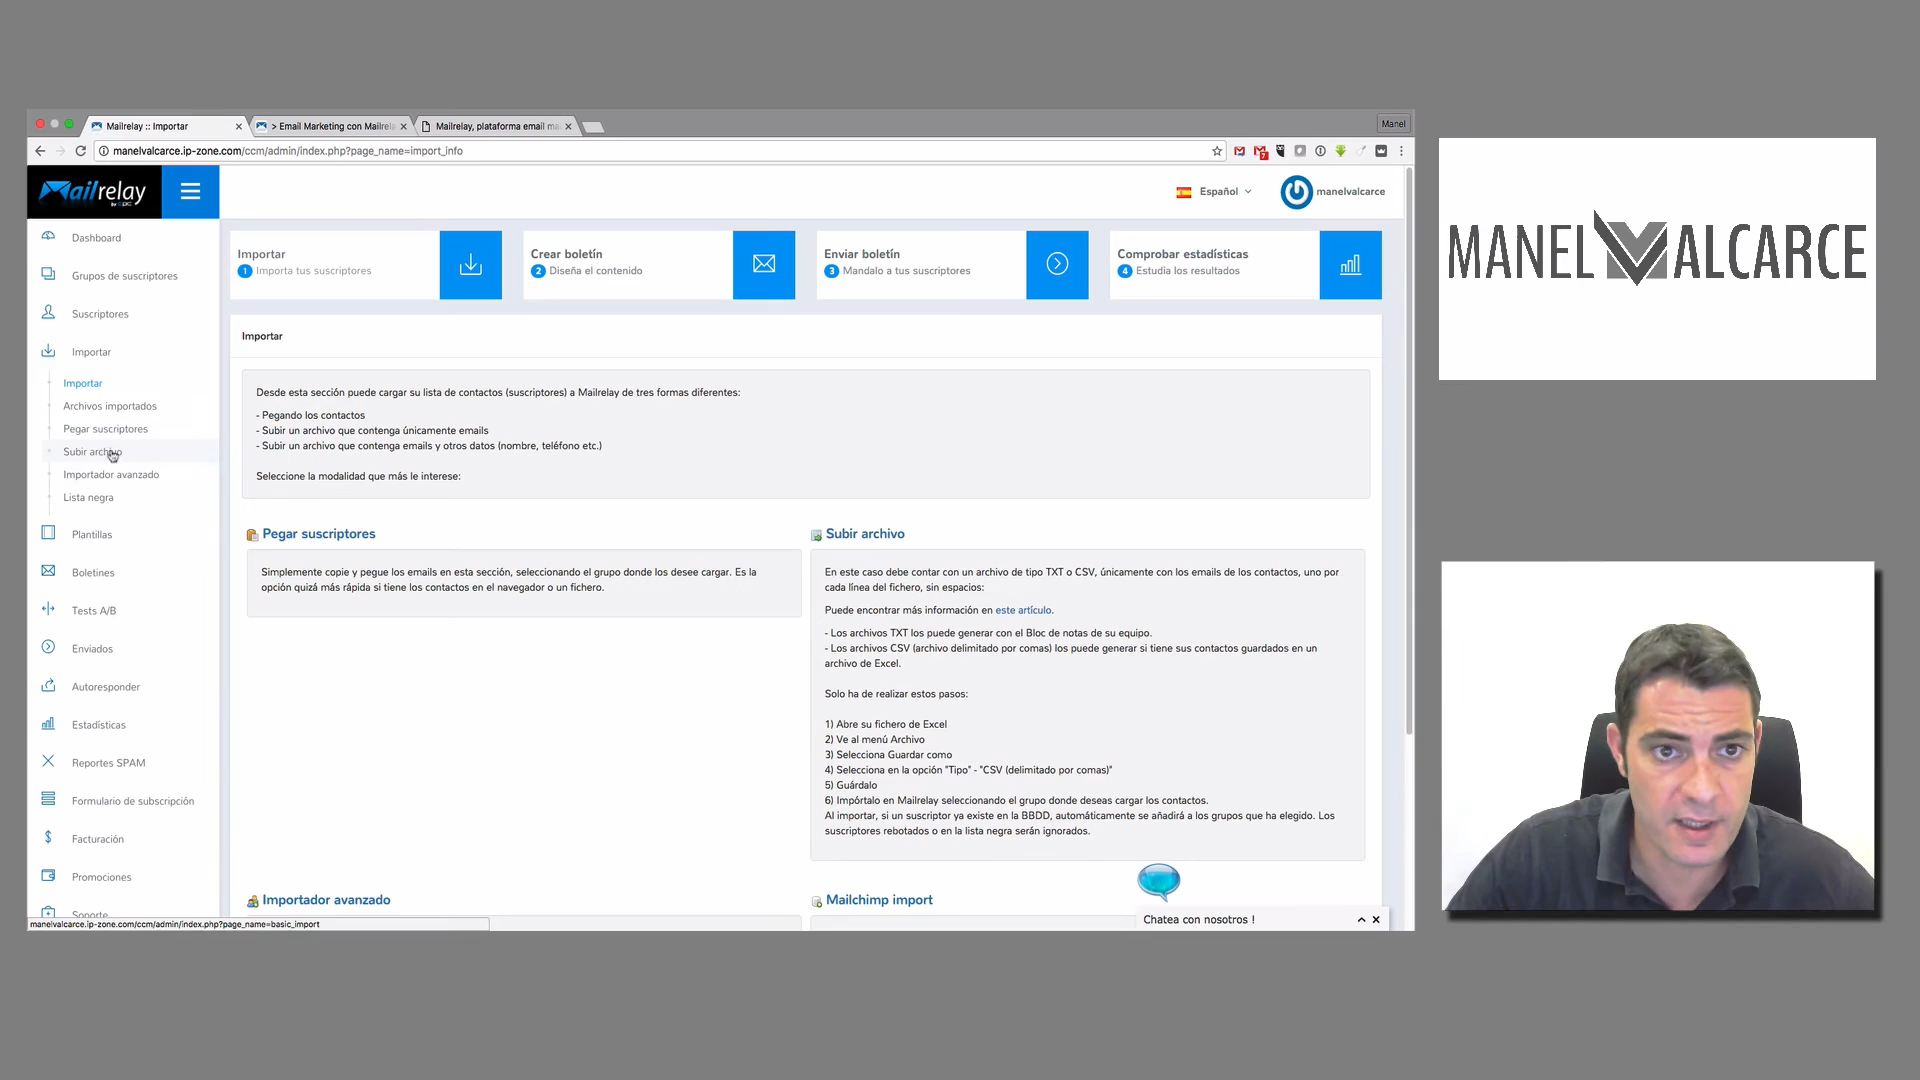 Mailrelay :: Importar
> Email Marketing con Mailrela
Mailrelay, plataforma email ma
Manel
manelvalcarce.ip-zone.com/ccm/admin/index.php?page_name=import_info
Mailrelay
Español
manelvalcarce
MANEL VALCARCE
Dashboard
Grupos de suscriptores
Suscriptores
Importar
Importar
Archivos importados
Pegar suscriptores
Subir archivo
Importador avanzado
Lista negra
Plantillas
Boletines
Tests A/B
Enviados
Autoresponder
Estadísticas
Reportes SPAM
Formulario de subscripción
Facturación
Promociones
Soporte
Importar
1 Importa tus suscriptores
Crear boletín
2 Diseña el contenido
Enviar boletín
3 Mandalo a tus suscriptores
Comprobar estadísticas
4 Estudía los resultados
Importar
Desde esta sección puede cargar su lista de contactos (suscriptores) a Mailrelay de tres formas diferentes:
- Pegando los contactos
- Subir un archivo que contenga únicamente emails
- Subir un archivo que contenga emails y otros datos (nombre, teléfono etc.)
Seleccione la modalidad que más le interese:
Pegar suscriptores
Simplemente copie y pegue los emails en esta sección, seleccionando el grupo donde los desee cargar. Es la
opción quizá más rápida si tiene los contactos en el navegador o un fichero.
Subir archivo
En este caso debe contar con un archivo de tipo TXT o CSV, únicamente con los emails de los contactos, uno por
cada línea del fichero, sin espacios:
Puede encontrar más información en este artículo.
- Los archivos TXT los puede generar con el Bloc de notas de su equipo.
- Los archivos CSV (archivo delimitado por comas) los puede generar si tiene sus contactos guardados en un
archivo de Excel.
Solo ha de realizar estos pasos:
1) Abre su fichero de Excel
2) Ve al menú Archivo
3) Selecciona Guardar como
4) Selecciona en la opción "Tipo" - "CSV (delimitado por comas)"
5) Guárdalo
6) Impórtalo en Mailrelay seleccionando el grupo donde deseas cargar los contactos.
Al importar, si un suscriptor ya existe en la BBDD, automáticamente se añadirá a los grupos que ha elegido. Los
suscriptores rebotados o en la lista negra serán ignorados.
Importador avanzado
Mailchimp import
Chatea con nosotros !
manelvalcarce.ip-zone.com/ccm/admin/index.php?page_name=basic_import